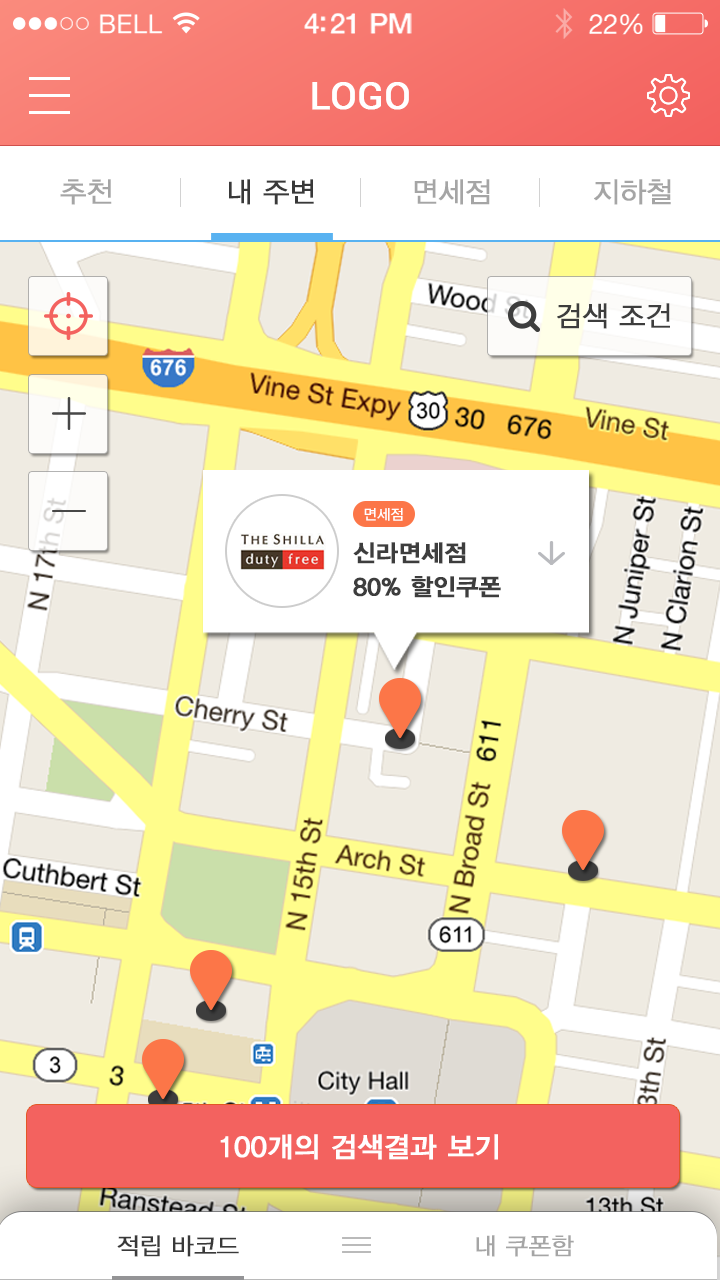 BELL
4:21 PM
22%
LOGO
추천
내 주변
면세점
지하철
Wood St
검색 조건
676
Vine St Expy
30
30
676
Vine St
N 17th St
THE SHILLA
duty free
면세점
신라면세점
80% 할인쿠폰
N Juniper St
N Clarion St
Cherry St
611
N 15th St
Arch St
N Broad St
Cuthbert St
611
3
3
City Hall
100개의 검색결과 보기
Ranstead St
13th St
적립 바코드
내 쿠폰함